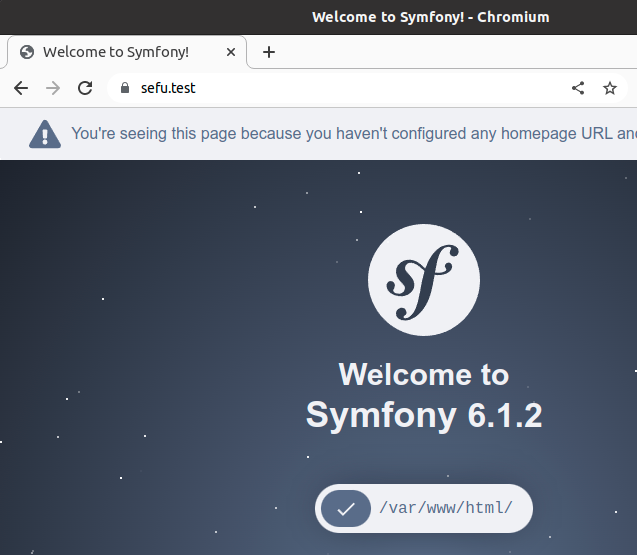 Welcome to Symfony! - Chromium
Welcome to Symfony!
sefu.test
You're seeing this page because you haven't configured any homepage URL and
sf
Welcome to
Symfony 6.1.2
/var/www/html/